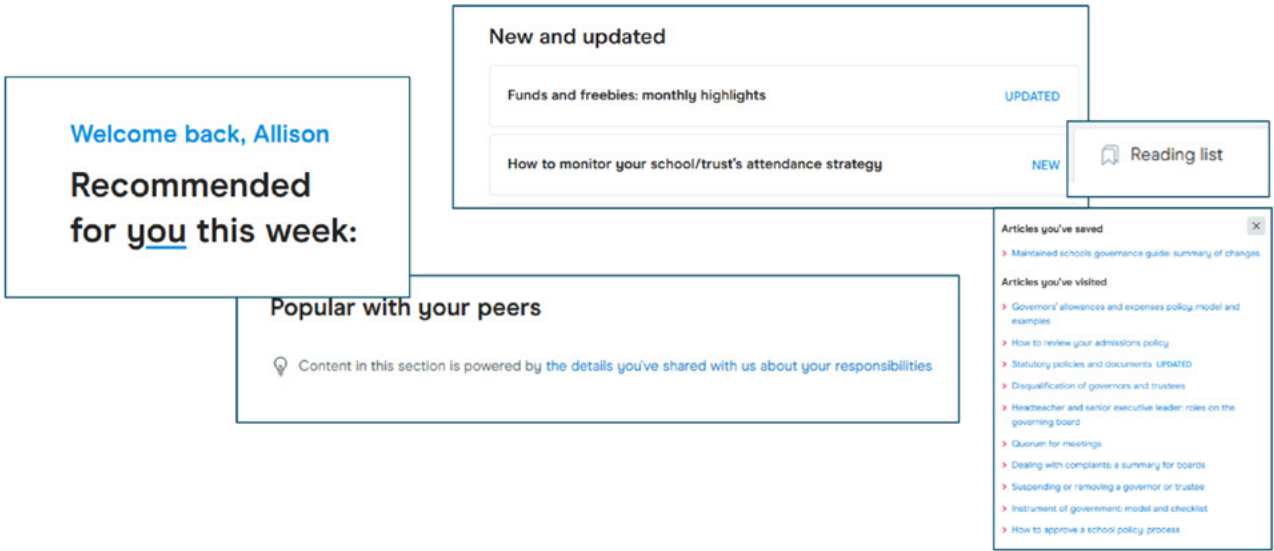 Welcome back, Allison
Recommended
for you this week:
New and updated
Funds and freebies: monthly highlights UPDATED
How to monitor your school/trust's attendance strategy NEW
Reading list
Popular with your peers
Content in this section is powered by the details you've shared with us about your responsibilities
Articles you've saved
Maintained schools governance guide: summary of changes
Articles you've visited
Governors' allowances and expenses policy: model and
examples
How to review your admissions policy
Statutory policies and documents UPDATED
Disqualification of governors and trustees
Headteacher and senior executive leader: roles on the
governing board
Quorum for meetings
Dealing with complaints: a summary for boards
Suspending or removing a governor or trustee
Instrument of government: model and checklist
How to approve a school policy: process